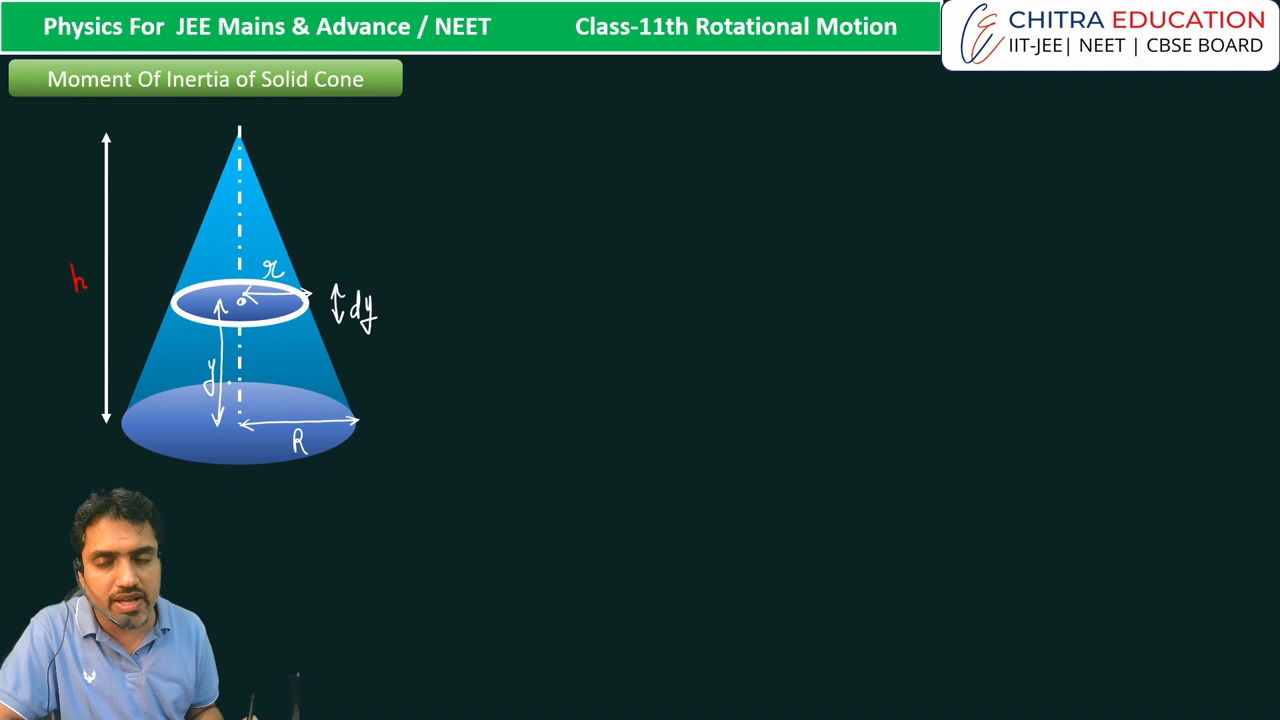 Physics For JEE Mains & Advance / NEET
Class-11th Rotational Motion
CHITRA EDUCATION
IIT-JEE| NEET | CBSE BOARD
Moment Of Inertia of Solid Cone
h
r
dy
y
R